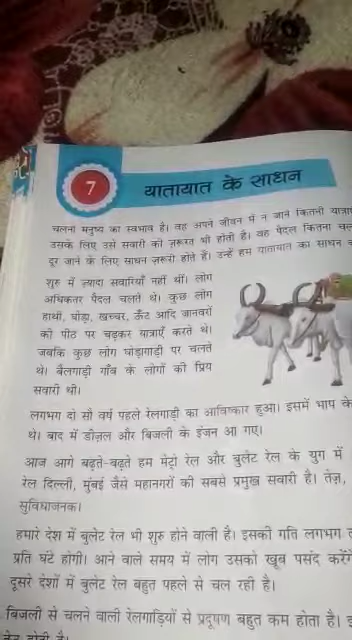 7
यातायात के साधन
चलना मनुष्य का स्वभाव है। वह अपने जीवन में न जाने कितनी
उसके लिए उसे सवारी की ज़रूरत भी होती है। वह पैदल कितना
दूर जाने के लिए साधन ज़रूरी होते हैं। उन्हें हम यातायात का साधन
शुरू में ज़्यादा सवारियाँ नहीं थीं। लोग
अधिकतर पैदल चलते थे। कुछ लोग
हाथी, घोड़ा, खच्चर, ऊँट आदि जानवरों
की पीठ पर चढ़कर यात्राएँ करते थे।
जबकि कुछ लोग घोड़ागाड़ी पर चलते
थे। बैलगाड़ी गाँव के लोगों की प्रिय
सवारी थी।
लगभग दो सौ वर्ष पहले रेलगाड़ी का आविष्कार हुआ। इसमें भाप के
थे। बाद में डीज़ल और बिजली के इंजन आ गए।
आज आगे बढ़ते-बढ़ते हम मेट्रो रेल और बुलेट रेल के युग में
रेल दिल्ली, मुंबई जैसे महानगरों की सबसे प्रमुख सवारी है। तेज़,
सुविधाजनक।
हमारे देश में बुलेट रेल भी शुरू होने वाली है। इसकी गति लगभग
प्रति घंटे होगी। आने वाले समय में लोग उसको खूब पसंद करेंगे
दूसरे देशों में बुलेट रेल बहुत पहले से चल रही है।
बिजली से चलने वाली रेलगाड़ियों से प्रदूषण बहुत कम होता है।